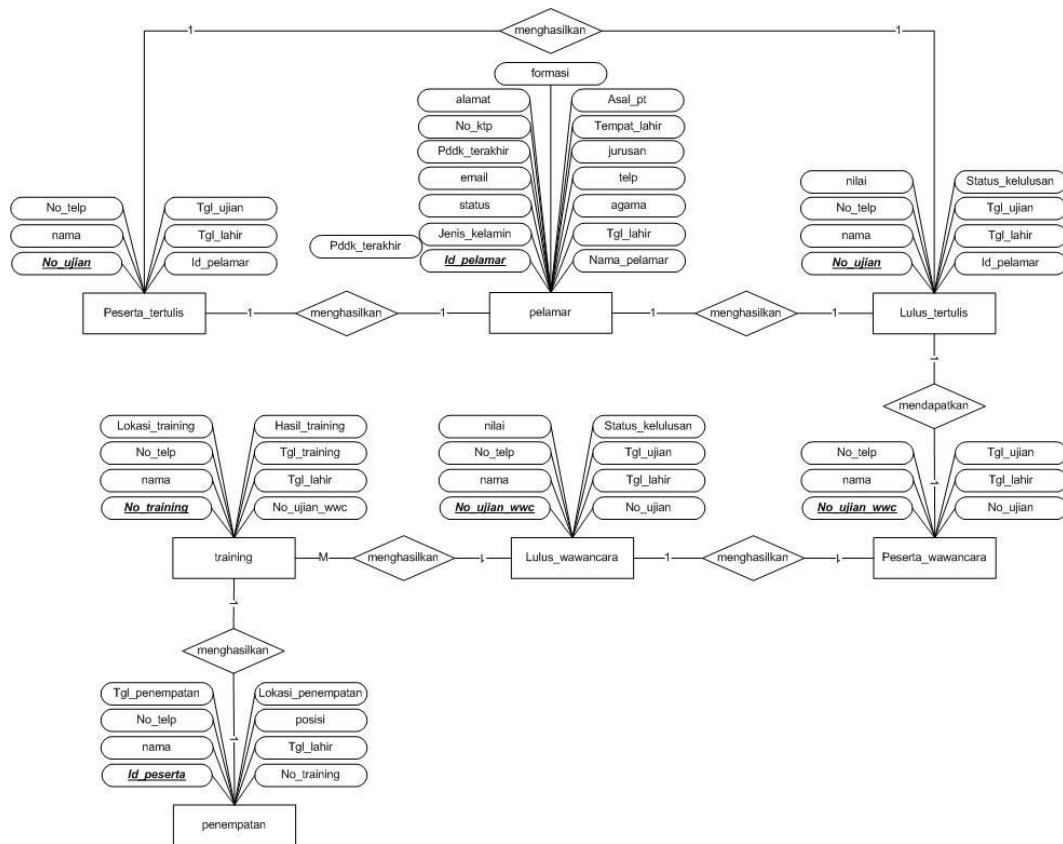 menghasilkan
1
1
formasi
alamat
Asal_pt
No_ktp
Tempat_lahir
Pddk_terakhir
jurusan
email
telp
status
agama
Jenis_kelamin
Tgl_lahir
Pddk_terakhir
Id_pelamar
Nama_pelamar
No_telp
Tgl_ujian
nama
Tgl_lahir
No_ujian
Id_pelamar
nilai
Status_kelulusan
No_telp
Tgl_ujian
nama
Tgl_lahir
No_ujian
Id_pelamar
Peserta_tertulis
1
menghasilkan
1
pelamar
1
menghasilkan
1
Lulus_tertulis
1
mendapatkan
1
Lokasi_training
Hasil_training
No_telp
Tgl_training
nama
Tgl_lahir
No_training
No_ujian_wwc
nilai
Status_kelulusan
No_telp
Tgl_ujian
nama
Tgl_lahir
No_ujian_wwc
No_ujian
No_telp
Tgl_ujian
nama
Tgl_lahir
No_ujian_wwc
No_ujian
training
M
menghasilkan
1
Lulus_wawancara
1
menghasilkan
1
Peserta_wawancara
1
menghasilkan
1
Tgl_penempatan
Lokasi_penempatan
No_telp
posisi
nama
Tgl_lahir
Id_peserta
No_training
penempatan